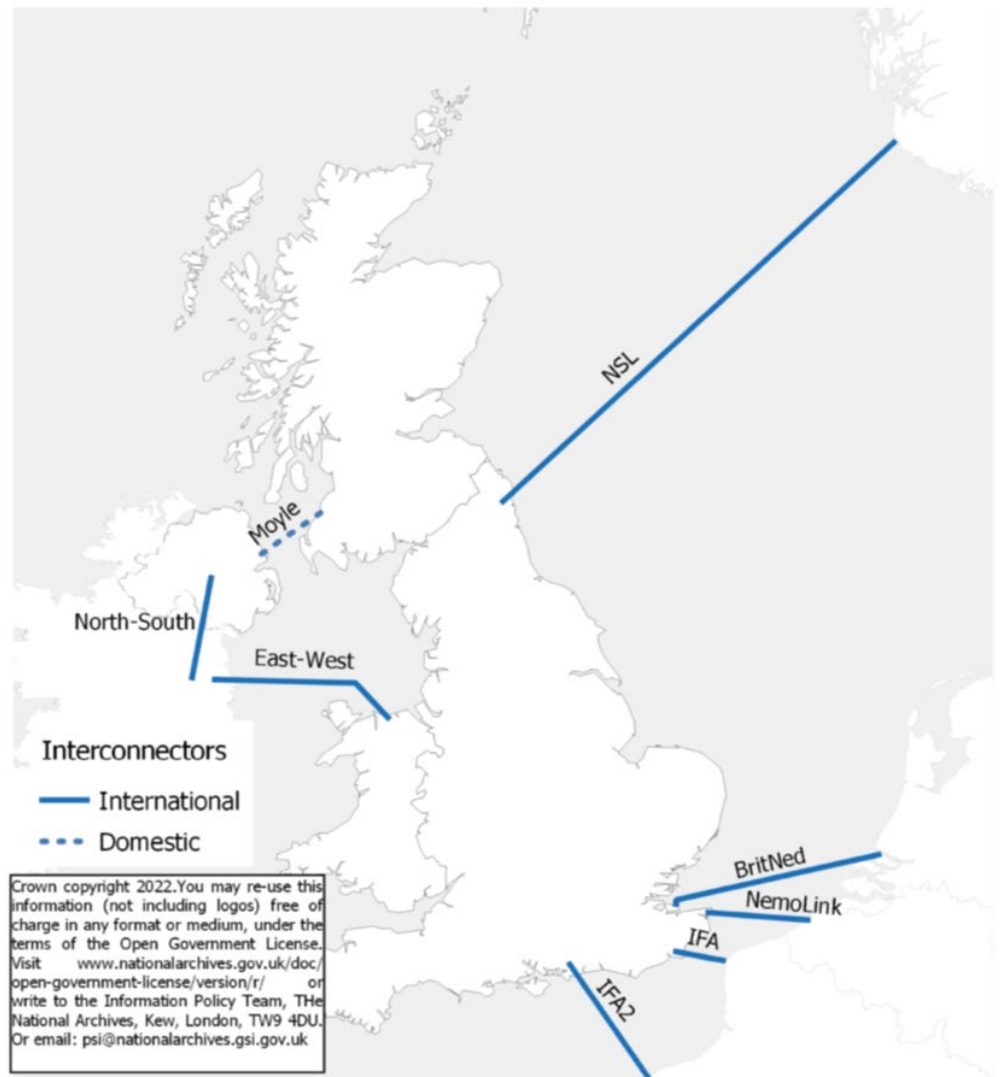 NSL
Moyle
North-South
East-West
Interconnectors
International
Domestic
BritNed
NemoLink
IFA
IFA2
Crown copyright 2022.You may re-use this
information (not including logos) free of
charge in any format or medium, under the
terms of the Open Government License.
Visit www.nationalarchives.gov.uk/doc/
open-government-license/version/r/ or
write to the Information Policy Team, THe
National Archives, Kew, London, TW9 4DU.
Or email: psi@nationalarchives.gsi.gov.uk